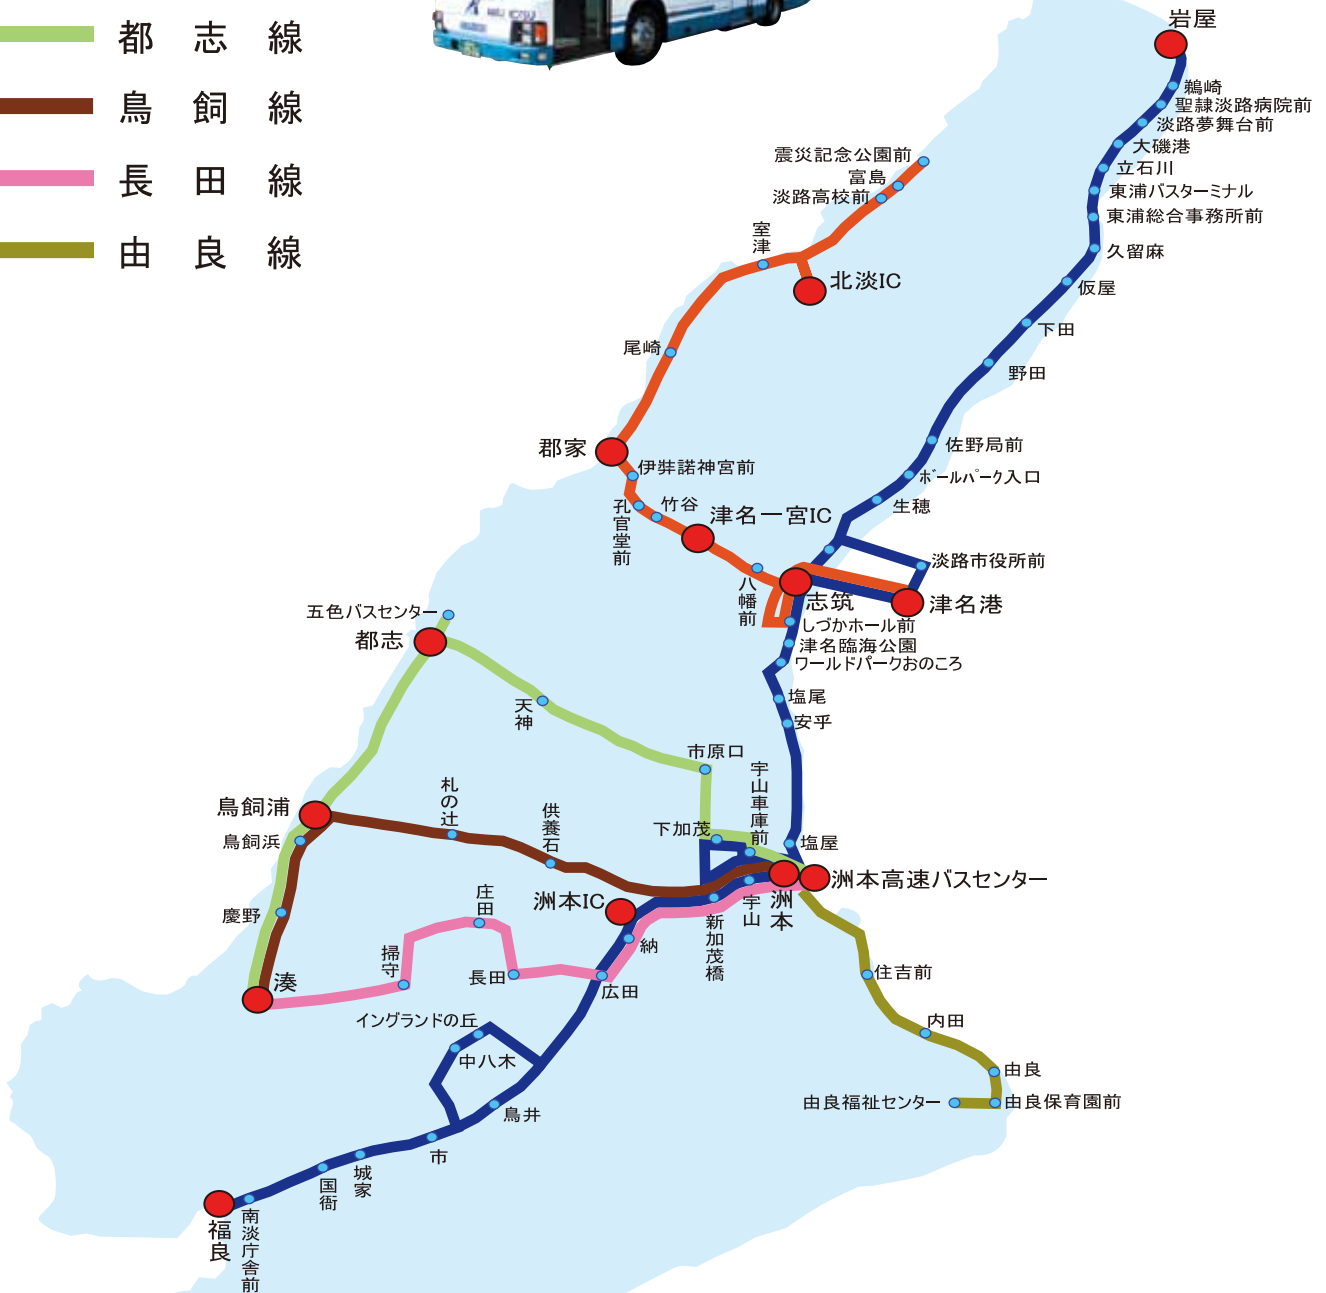 都志線
鳥飼線
長田線
由良線
岩屋
鵜崎
聖隷淡路病院前
淡路夢舞台前
大磯港
立石川
東浦バスターミナル
東浦総合事務所前
久留麻
仮屋
下田
野田
佐野局前
ボールパーク入口
生穂
淡路市役所前
津名港
震災記念公園前
富島
淡路高校前
室津
北淡IC
尾崎
郡家
伊弉諾神宮前
竹谷
孔官堂前
津名一宮IC
八幡前
志筑
しづかホール前
津名臨海公園
ワールドパークおのころ
塩尾
安乎
五色バスセンター
都志
天神
市原口
宇山車庫前
下加茂
塩屋
鳥飼浦
鳥飼浜
札の辻
供養石
洲本高速バスセンター
洲本
洲本IC
宇山
新加茂橋
納
慶野
庄田
掃守
長田
広田
湊
イングランドの丘
中八木
鳥井
市
城家
国衙
福良
南淡庁舎前
住吉前
内田
由良
由良保育園前
由良福祉センター